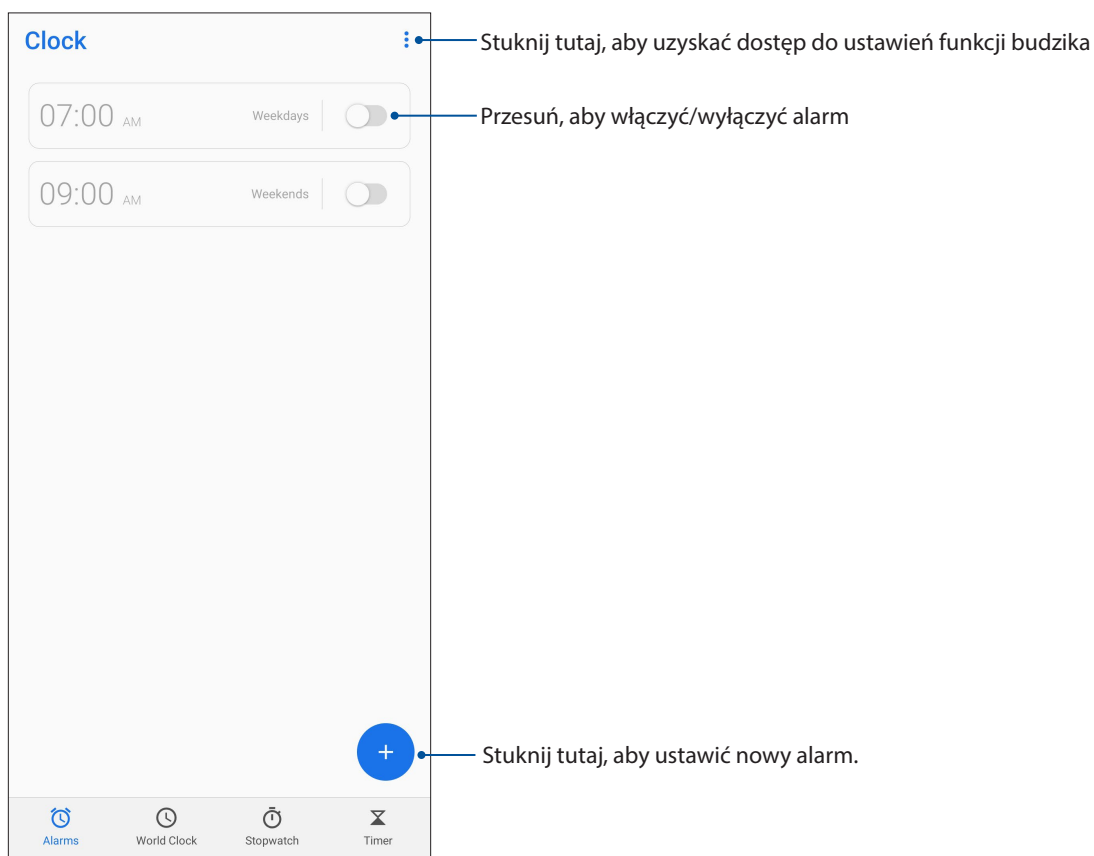 Clock
Stuknij tutaj, aby uzyskać dostęp do ustawień funkcji budzika
07:00 AM Weekdays
Przesuń, aby włączyć/wyłączyć alarm
09:00 AM Weekends
Stuknij tutaj, aby ustawić nowy alarm.
Alarms World Clock Stopwatch Timer